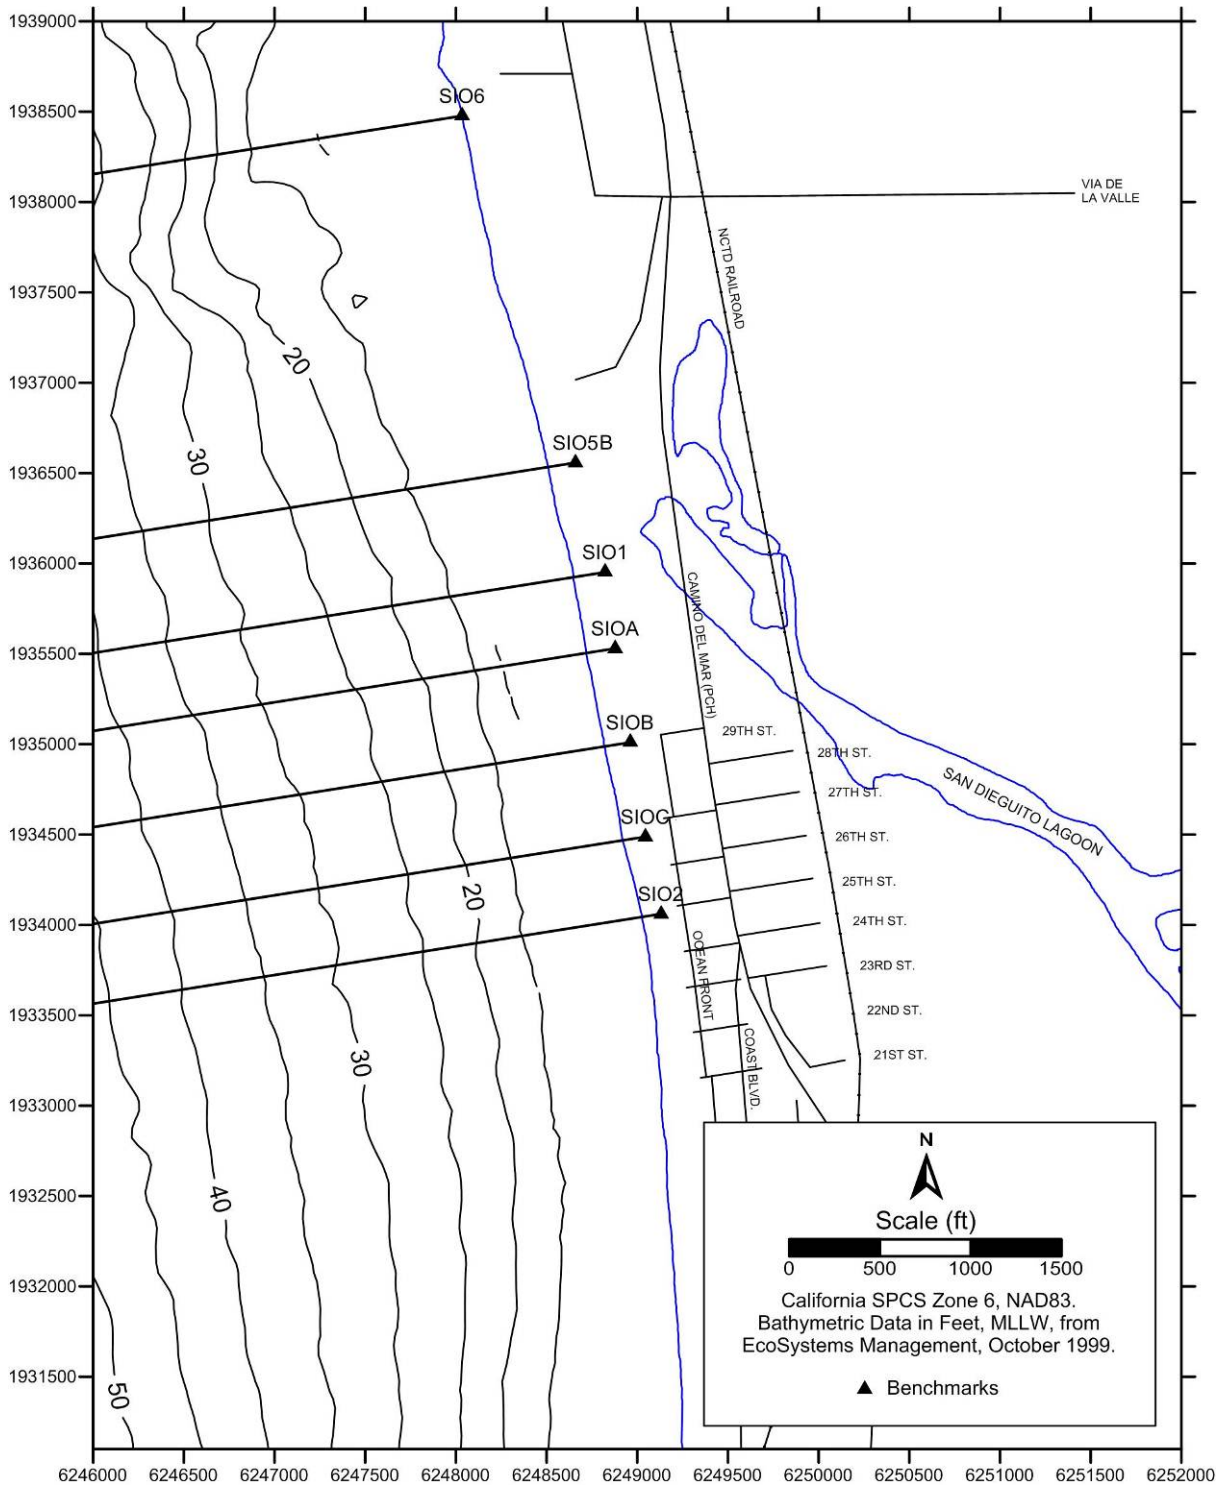 1939000
1938500
1938000
1937500
1937000
1936500
1936000
1935500
1935000
1934500
1934000
1933500
1933000
1932500
1932000
1931500
SIO6
VIA DE
LA VALLE
NCTD RAILROAD
20
SIO5B
30
SIO1
CAMINO DEL MAR (PCH)
SIOA
SIOB
29TH ST.
28TH ST.
SAN DIEGUITO LAGOON
27TH ST.
SIOG
26TH ST.
25TH ST.
20
SIO2
24TH ST.
OCEAN FRONT
23RD ST.
22ND ST.
30
COAST BLVD.
21ST ST.
40
50
N
Scale (ft)
0 500 1000 1500
California SPCS Zone 6, NAD83.
Bathymetric Data in Feet, MLLW, from
EcoSystems Management, October 1999.
Benchmarks
6246000 6246500 6247000 6247500 6248000 6248500 6249000 6249500 6250000 6250500 6251000 6251500 6252000